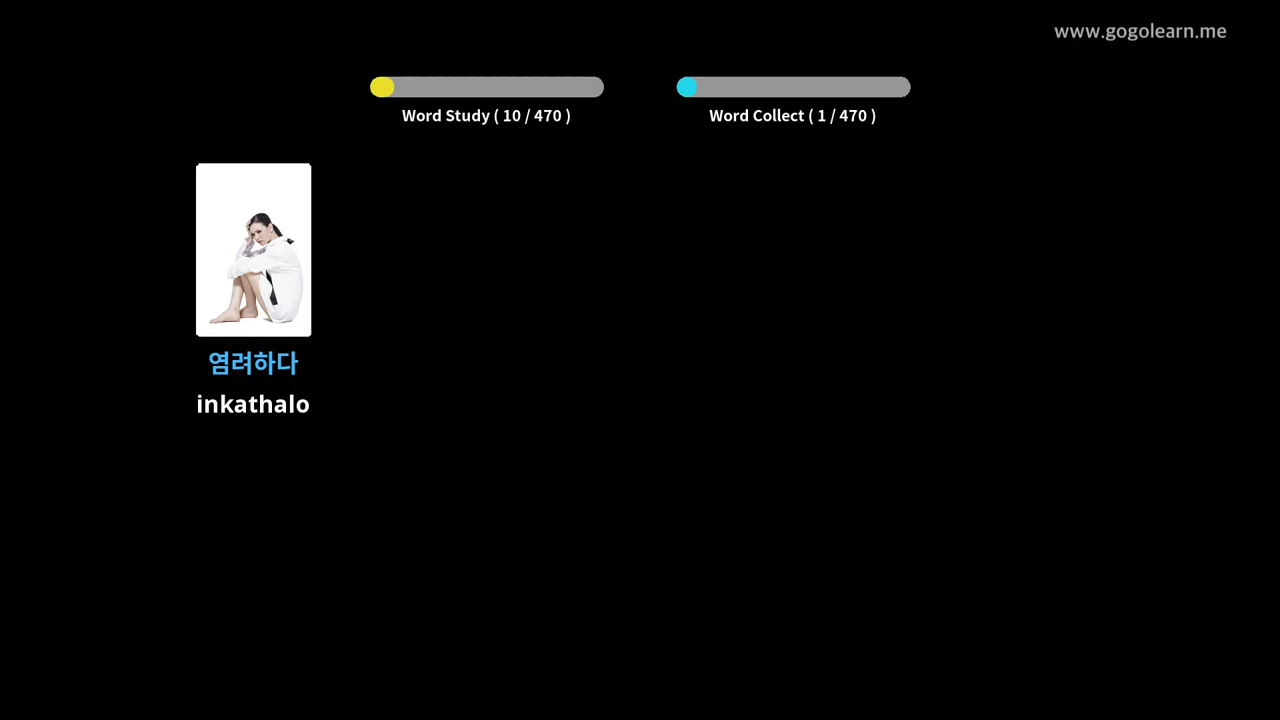 www.gogolearn.me
Word Study ( 10 / 470 )
Word Collect ( 1 / 470 )
염려하다
inkathalo